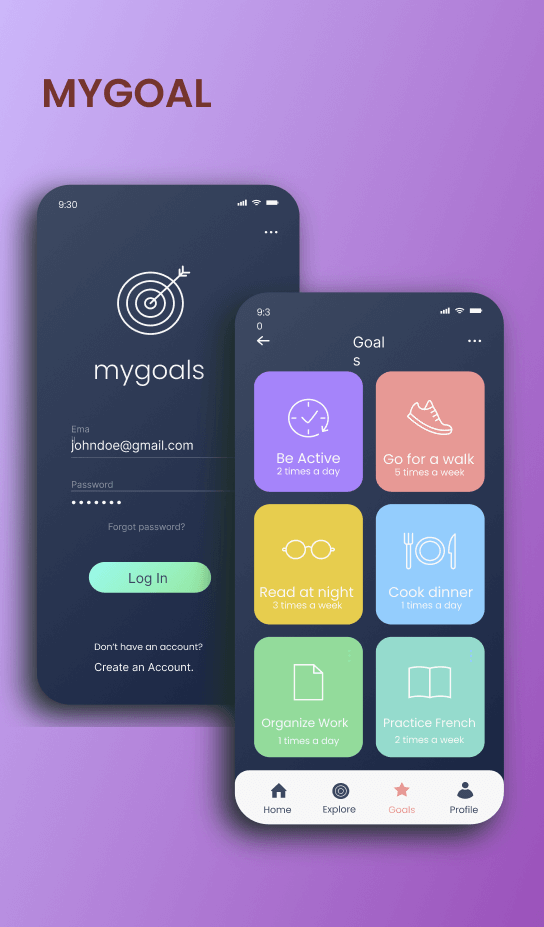 MYGOAL
9:30
mygoals
Email
johndoe@gmail.com
Password
Forgot password?
Log In
Don't have an account?
Create an Account.
9:3
0
Goal
s
Be Active
2 times a day
Go for a walk
5 times a week
Read at night
3 times a week
Cook dinner
1 times a day
Organize Work
1 times a day
Practice French
2 times a week
Home
Explore
Goals
Profile